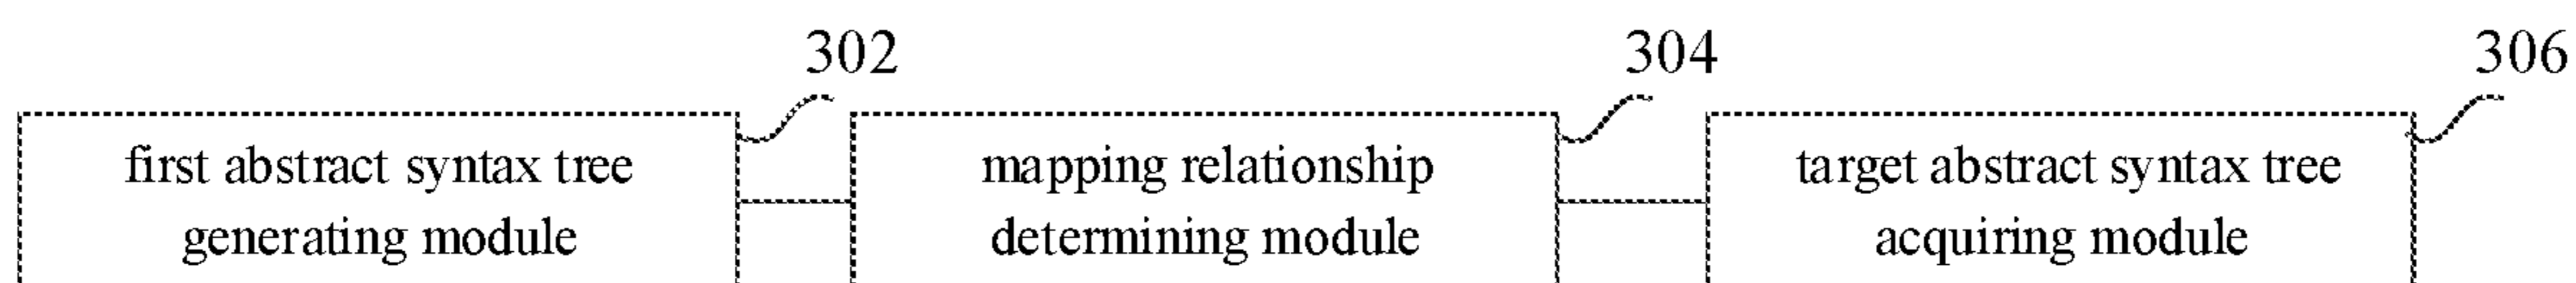 302 304 306
first abstract syntax tree
generating module
mapping relationship
determining module
target abstract syntax tree
acquiring module